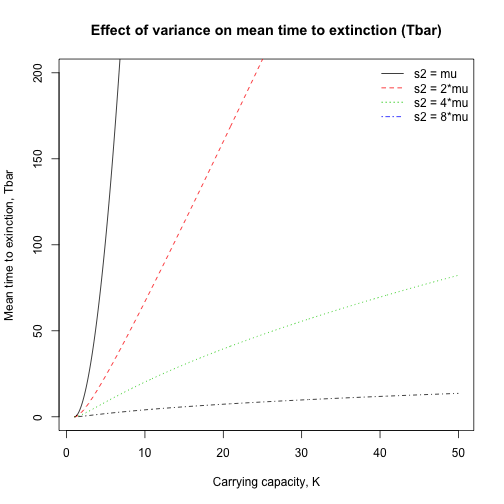 Effect of variance on mean time to extinction (Tbar)
s2 = mu
s2 = 2*mu
s2 = 4*mu
s2 = 8*mu
Mean time to exinction, Tbar
200
150
100
50
0
0 10 20 30 40 50
Carrying capacity, K